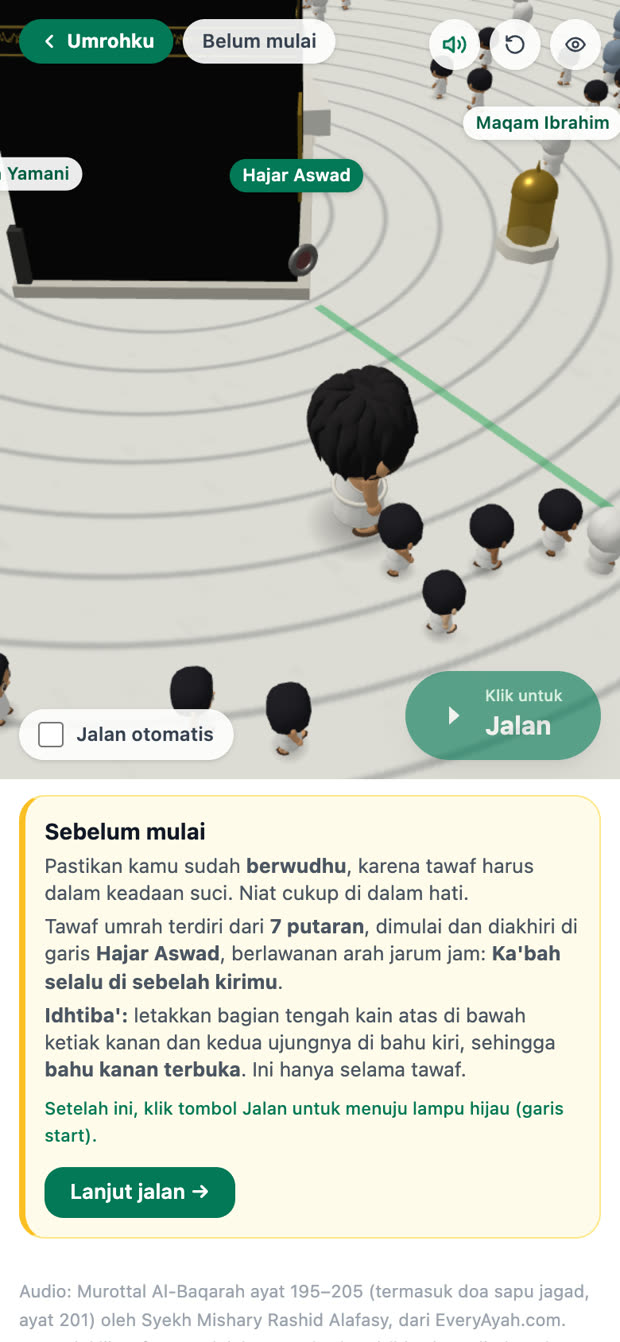 Umrohku
Belum mulai
Maqam Ibrahim
Yamani
Hajar Aswad
Klik untuk
Jalan
Jalan otomatis
Sebelum mulai
Pastikan kamu sudah berwudhu, karena tawaf harus
dalam keadaan suci. Niat cukup di dalam hati.
Tawaf umrah terdiri dari 7 putaran, dimulai dan diakhiri di
garis Hajar Aswad, berlawanan arah jarum jam: Ka'bah
selalu di sebelah kirimu.
Idhtiba': letakkan bagian tengah kain atas di bawah
ketiak kanan dan kedua ujungnya di bahu kiri, sehingga
bahu kanan terbuka. Ini hanya selama tawaf.
Setelah ini, klik tombol Jalan untuk menuju lampu hijau (garis
start).
Lanjut jalan →
Audio: Murottal Al-Baqarah ayat 195–205 (termasuk doa sapu jagad,
ayat 201) oleh Syekh Mishary Rashid Alafasy, dari EveryAyah.com.